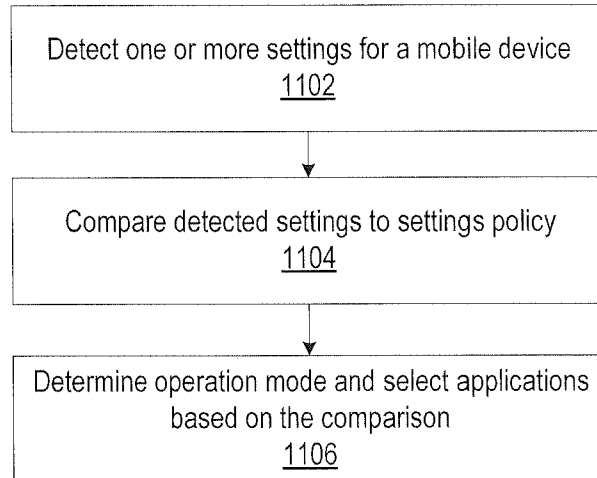 Detect one or more settings for a mobile device
1102
Compare detected settings to settings policy
1104
Determine operation mode and select applications
based on the comparison
1106